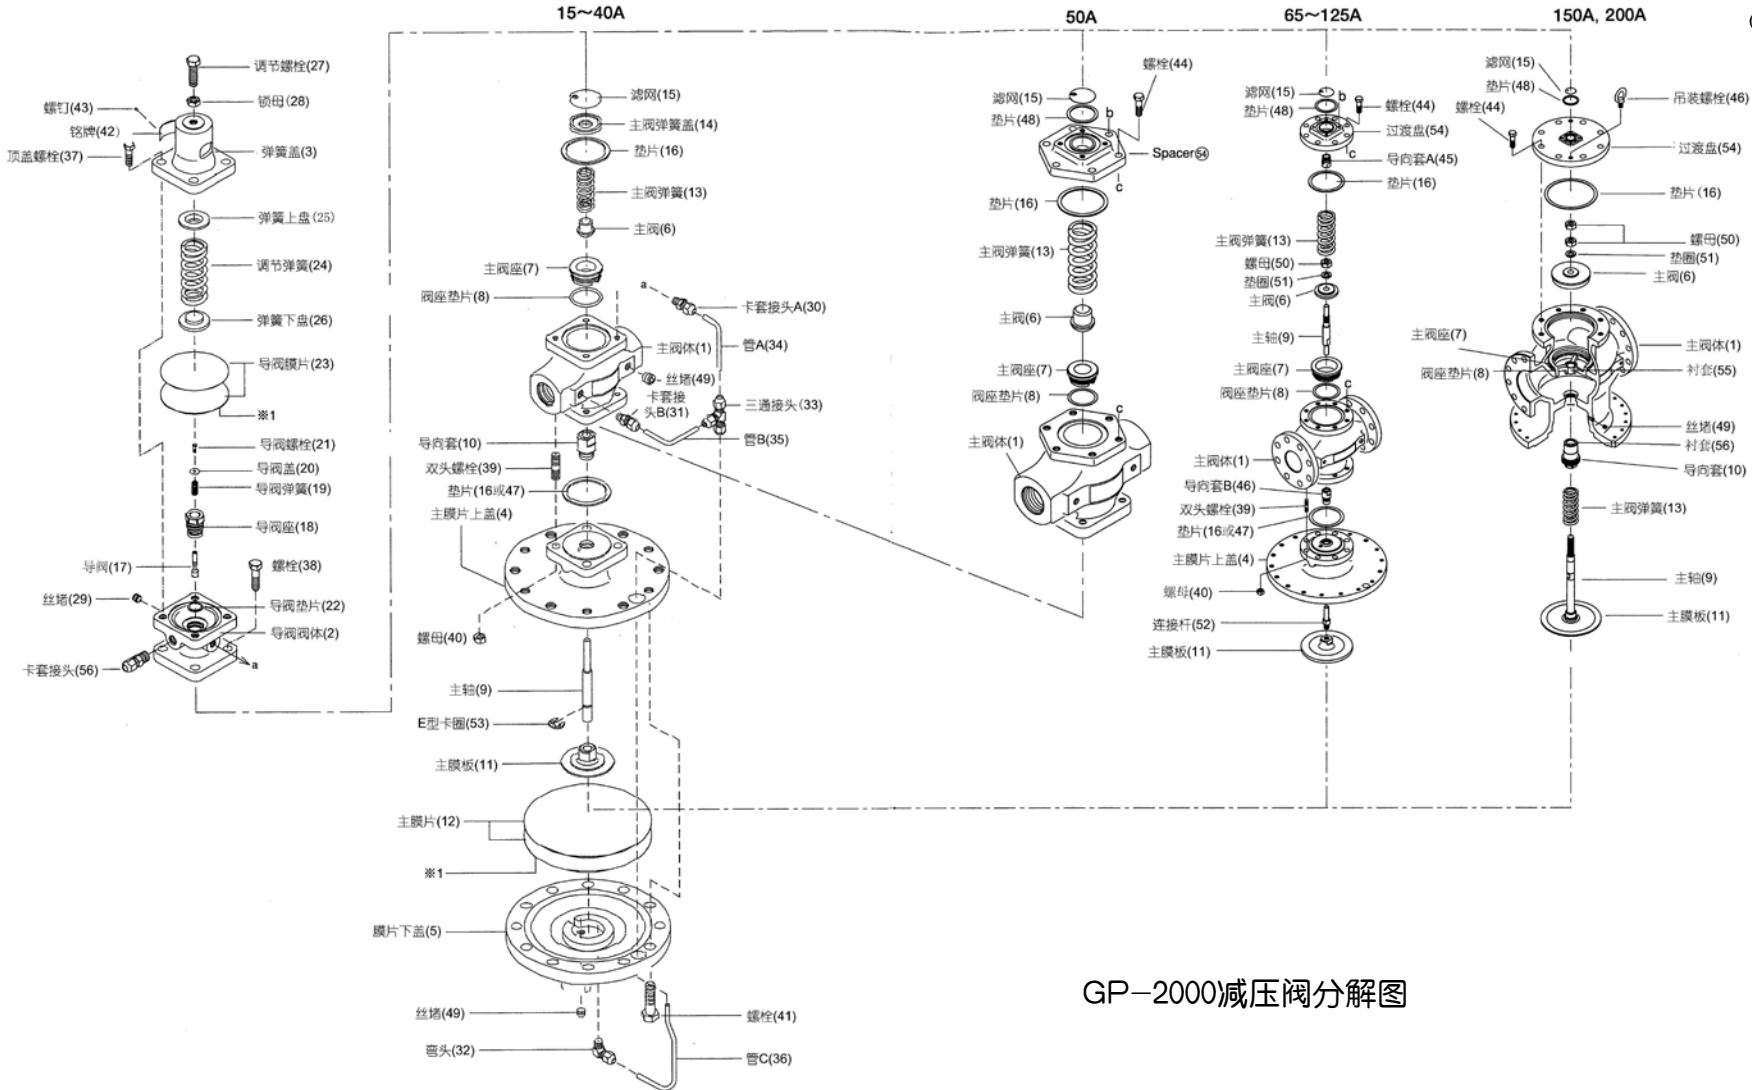 15～40A
50A
65～125A
150A, 200A
调节螺栓(27)
螺钉(43)
锁母(28)
铭牌(42)
顶盖螺栓(37)
弹簧盖(3)
弹簧上盘(25)
调节弹簧(24)
弹簧下盘(26)
导阀膜片(23)
※1
导阀螺栓(21)
导阀盖(20)
导阀弹簧(19)
导阀座(18)
导阀(17)
螺栓(38)
丝堵(29)
导阀垫片(22)
导阀阀体(2)
a
卡套接头(56)
滤网(15)
主阀弹簧盖(14)
垫片(16)
主阀弹簧(13)
主阀(6)
主阀座(7)
阀座垫片(8)
a
卡套接头A(30)
主阀体(1)
管A(34)
丝堵(49)
卡套接
头B(31)
三通接头(33)
导向套(10)
管B(35)
双头螺栓(39)
垫片(16或47)
主膜片上盖(4)
螺母(40)
主轴(9)
E型卡圈(53)
主膜板(11)
主膜片(12)
※1
膜片下盖(5)
丝堵(49)
螺栓(41)
弯头(32)
管C(36)
螺栓(44)
滤网(15)
垫片(48)
b
Spacer㊴
c
垫片(16)
主阀弹簧(13)
主阀(6)
主阀座(7)
阀座垫片(8)
c
主阀体(1)
滤网(15)
b
垫片(48)
螺栓(44)
过渡盘(54)
c
导向套A(45)
垫片(16)
主阀弹簧(13)
螺母(50)
垫圈(51)
主阀(6)
主轴(9)
主阀座(7)
阀座垫片(8)
c
主阀体(1)
导向套B(46)
双头螺栓(39)
垫片(16或47)
主膜片上盖(4)
螺母(40)
连接杆(52)
主膜板(11)
滤网(15)
垫片(48)
螺栓(44)
吊装螺栓(46)
过渡盘(54)
垫片(16)
螺母(50)
垫圈(51)
主阀(6)
主阀座(7)
主阀体(1)
阀座垫片(8)
衬套(55)
丝堵(49)
衬套(56)
导向套(10)
主阀弹簧(13)
主轴(9)
主膜板(11)
GP-2000减压阀分解图